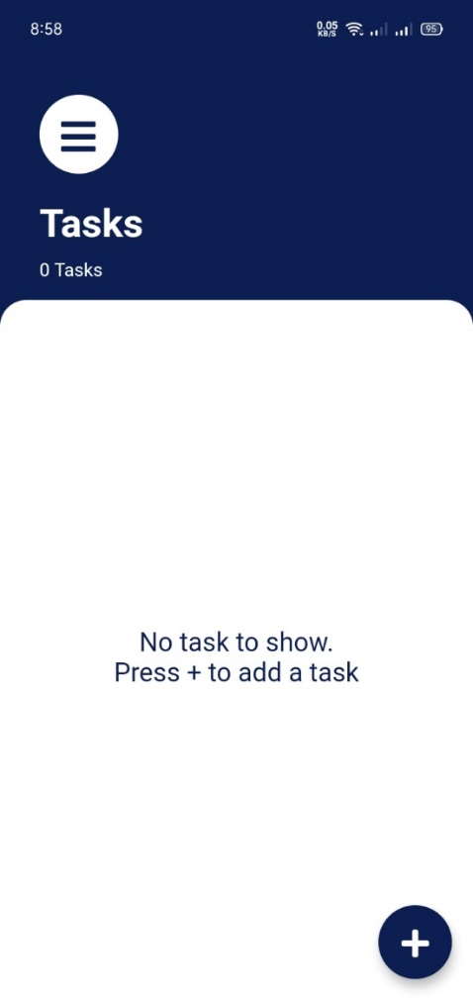 8:58
0.05
KB/S
95
Tasks
0 Tasks
No task to show.
Press + to add a task